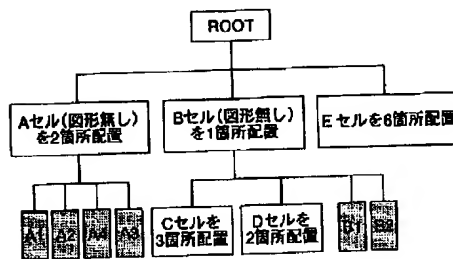 ROOT
Aセル(図形無し)
を2箇所配置
Bセル(図形無し)
を1箇所配置
Eセルを6箇所配置
A1
A2
A4
A3
Cセルを
3箇所配置
Dセルを
2箇所配置
B1
B2